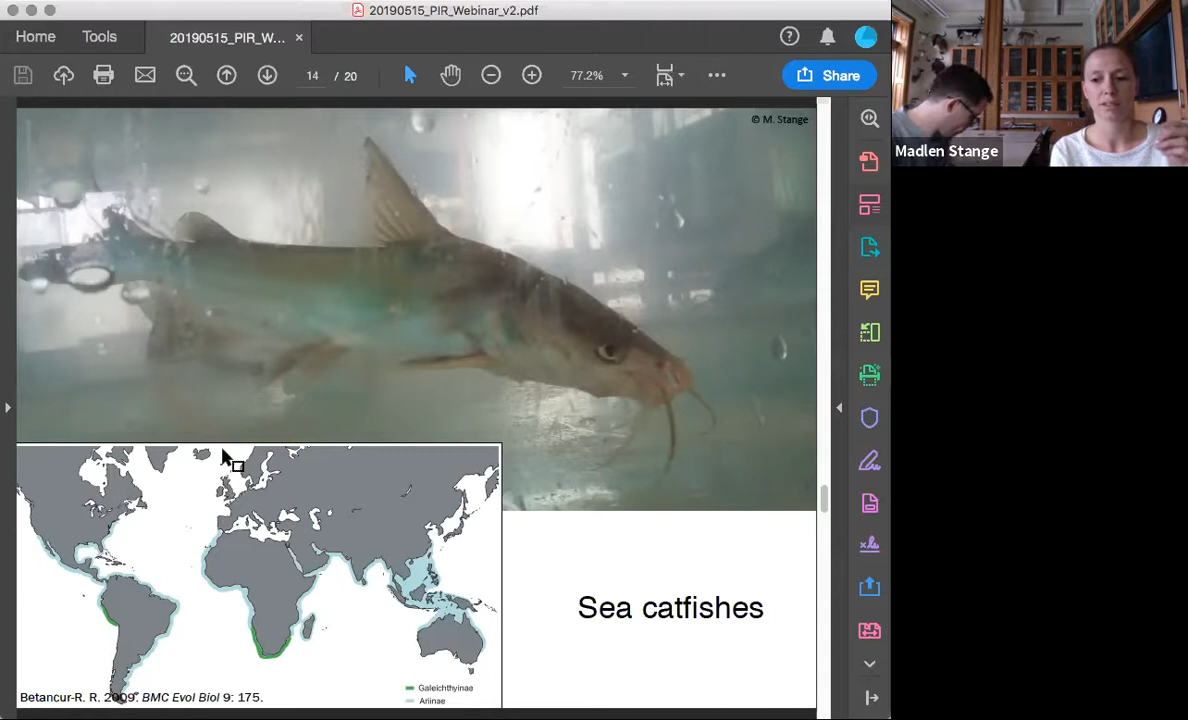 20190515_PIR_Webinar_v2.pdf
Home
Tools
20190515_PIR_W...
×
14 / 20
77.2%
Share
Madlen Stange
© M. Stange
Sea catfishes
Galeichthyinae
Ariinae
Betancur-R. R. 2009. BMC Evol Biol 9: 175.